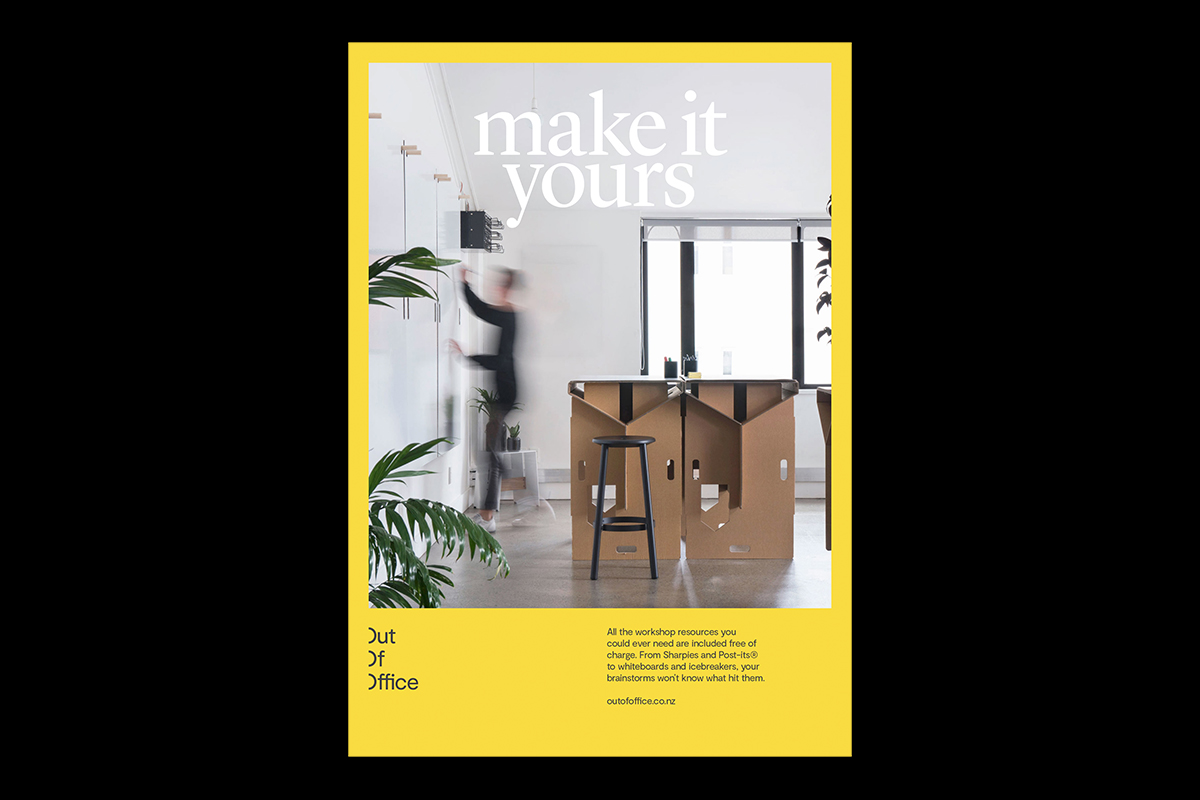 make it
yours
Out
Of
Office
All the workshop resources you
could ever need are included free of
charge. From Sharpies and Post-its®
to whiteboards and icebreakers, your
brainstorms won't know what hit them.
outofoffice.co.nz